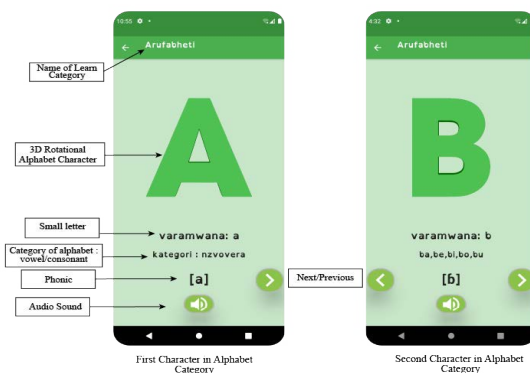 10:55
Arufabheti
Name of Learn
Category
A
3D Rotational
Alphabet Character
Small letter
varamwana: a
Category of alphabet :
vowel/consonant
kategori : nzvovera
Phonic
[a]
Audio Sound
First Character in Alphabet
Category
4:32
Arufabheti
B
varamwana: b
ba,be,bi,bo,bu
Next/Previous
[ɓ]
Second Character in Alphabet
Category